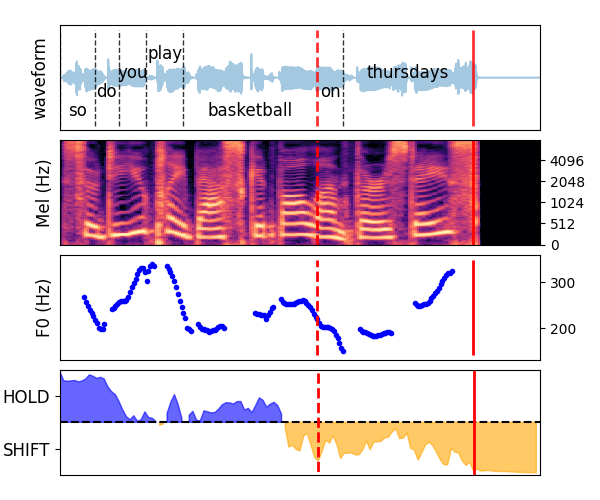 waveform
play
you
thursdays
do
on
so
basketball
Mel (Hz)
4096
2048
1024
512
0
F0 (Hz)
300
200
HOLD
SHIFT